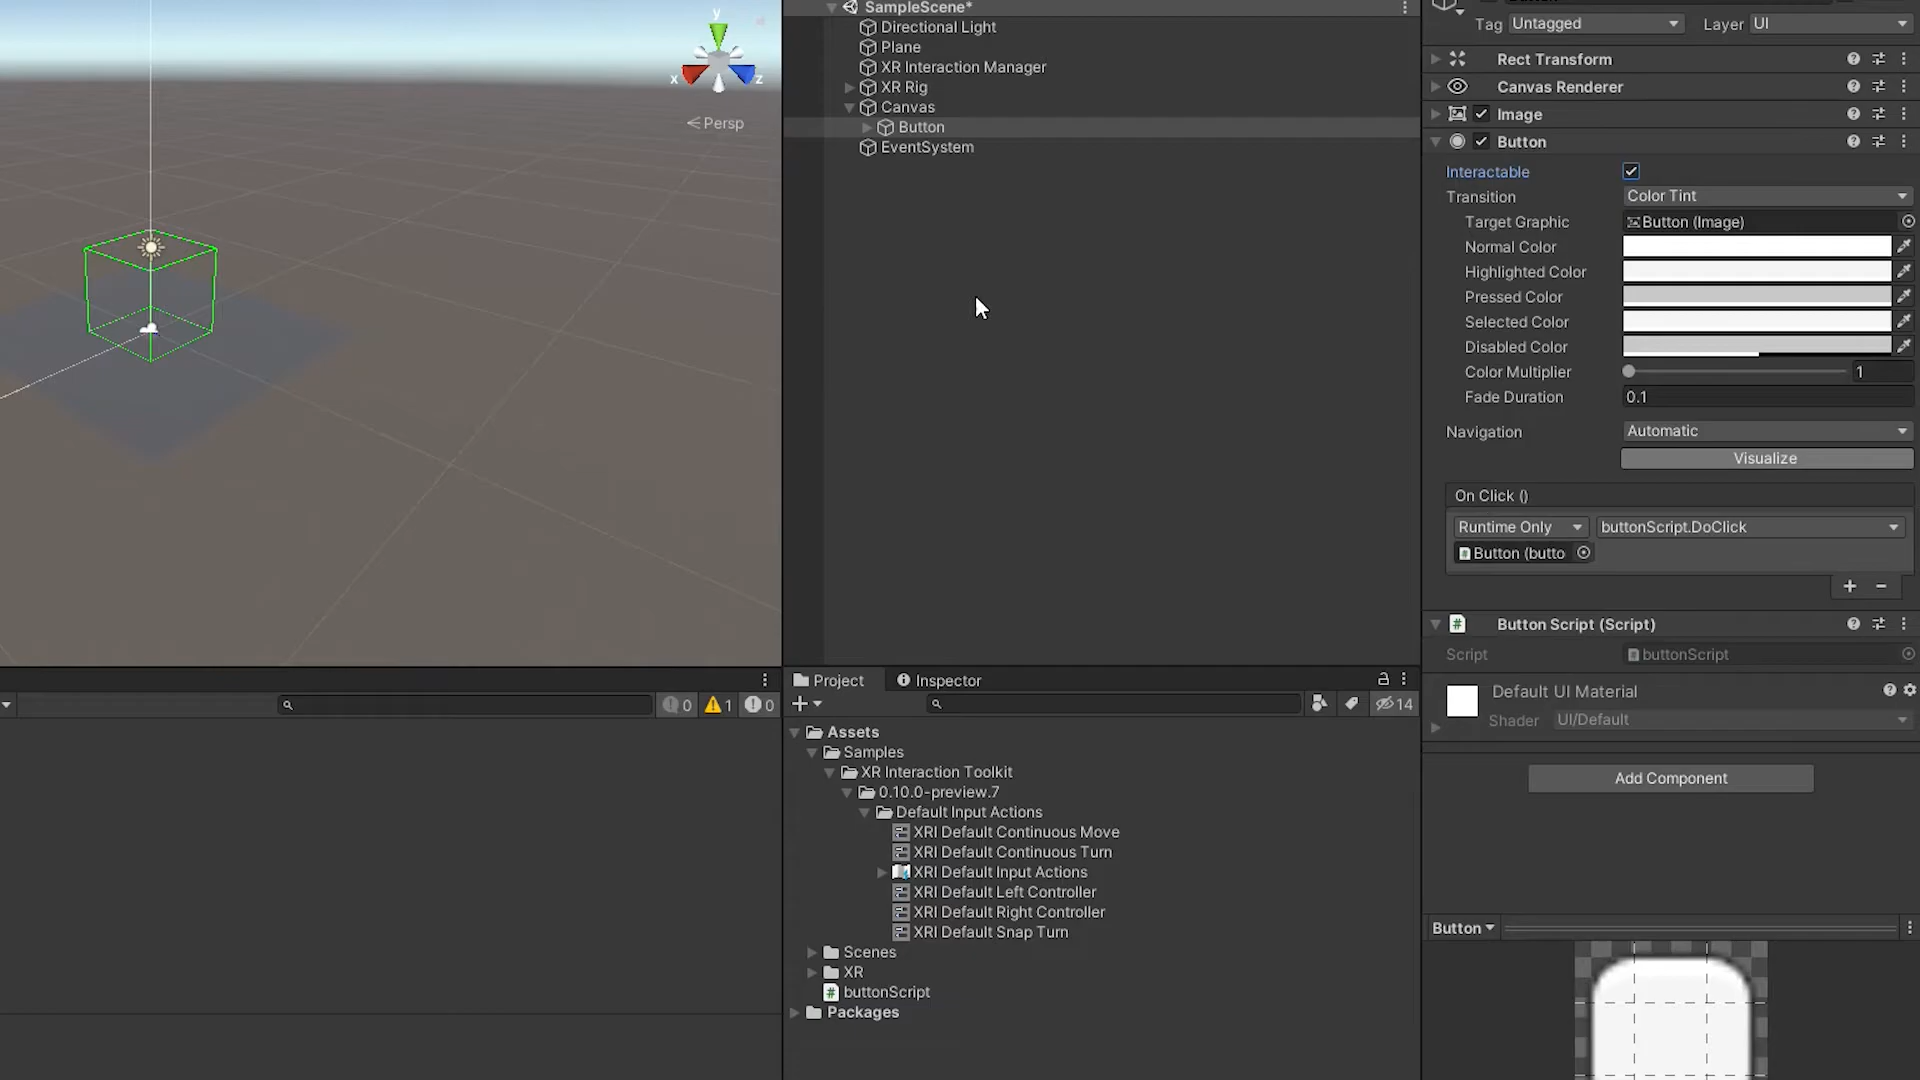 y
x
z
Persp
SampleScene*
Directional Light
Plane
XR Interaction Manager
XR Rig
Canvas
Button
EventSystem
Tag Untagged Layer UI
Rect Transform
Canvas Renderer
Image
Button
Interactable
Transition Color Tint
Target Graphic Button (Image)
Normal Color
Highlighted Color
Pressed Color
Selected Color
Disabled Color
Color Multiplier 1
Fade Duration 0.1
Navigation Automatic
Visualize
On Click ()
Runtime Only buttonScript.DoClick
Button (butto
+ -
# Button Script (Script)
Script buttonScript
Default UI Material
Shader UI/Default
Add Component
Button
0 1 0
Project Inspector
14
Assets
Samples
XR Interaction Toolkit
0.10.0-preview.7
Default Input Actions
XRI Default Continuous Move
XRI Default Continuous Turn
XRI Default Input Actions
XRI Default Left Controller
XRI Default Right Controller
XRI Default Snap Turn
Scenes
XR
# buttonScript
Packages